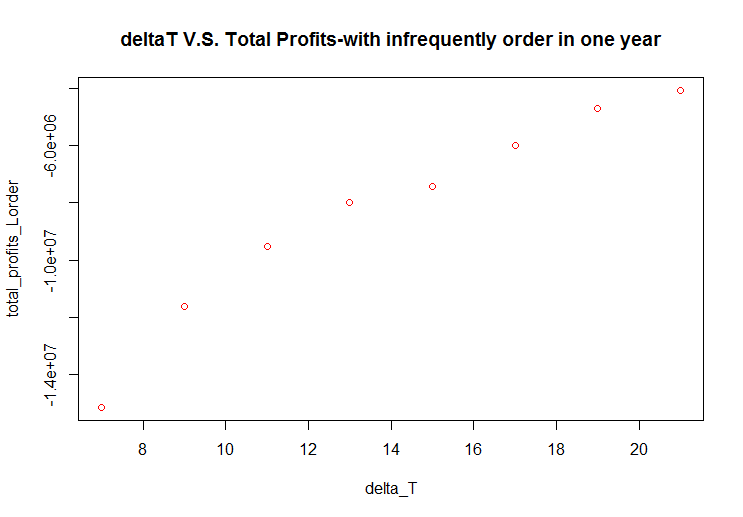 deltaT V.S. Total Profits-with infrequently order in one year
total_profits_Lorder
-6.0e+06
-1.0e+07
-1.4e+07
8 10 12 14 16 18 20
delta_T